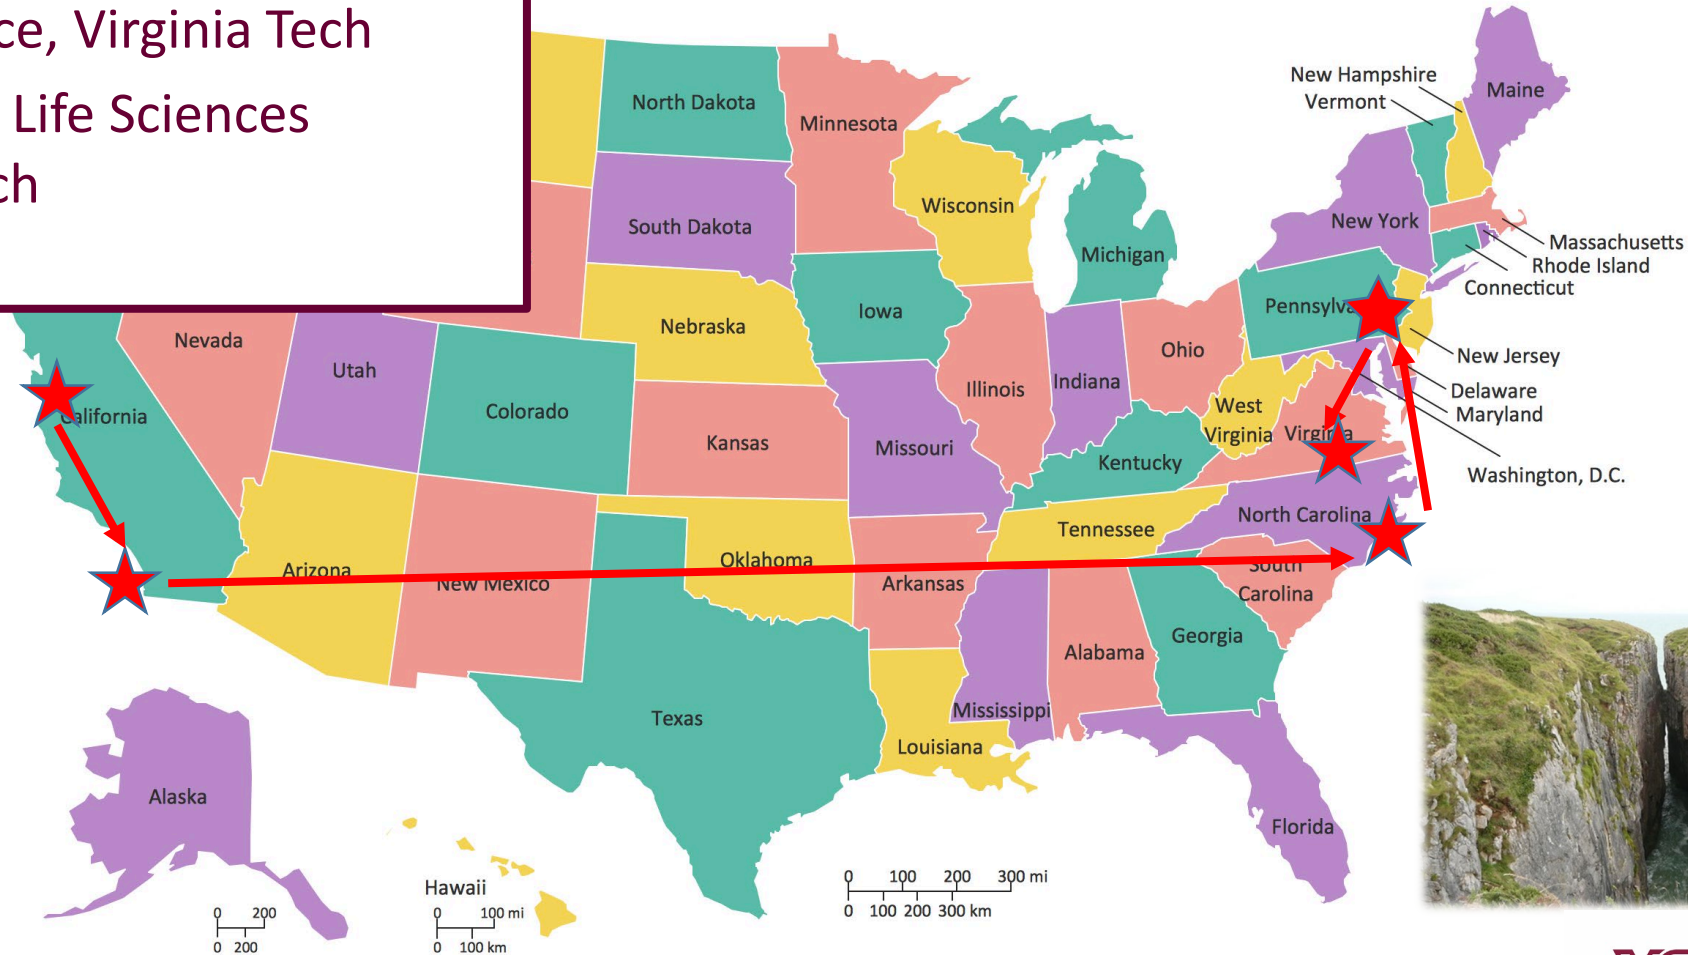 ce, Virginia Tech
Life Sciences
ch
North Dakota
Minnesota
New Hampshire
Vermont
Maine
South Dakota
Wisconsin
Michigan
New York
Massachusetts
Rhode Island
Connecticut
Nevada
Utah
Colorado
Nebraska
Iowa
Illinois
Indiana
Ohio
Pennsylva
New Jersey
Delaware
Maryland
Washington, D.C.
California
Kansas
Missouri
Kentucky
West
Virginia
Virginia
Arizona
New Mexico
Oklahoma
Arkansas
Tennessee
North Carolina
South
Carolina
Texas
Louisiana
Mississippi
Alabama
Georgia
Florida
Alaska
Hawaii
0 200
0 200
0 100 mi
0 100 km
0 100 200 300 mi
0 100 200 300 km